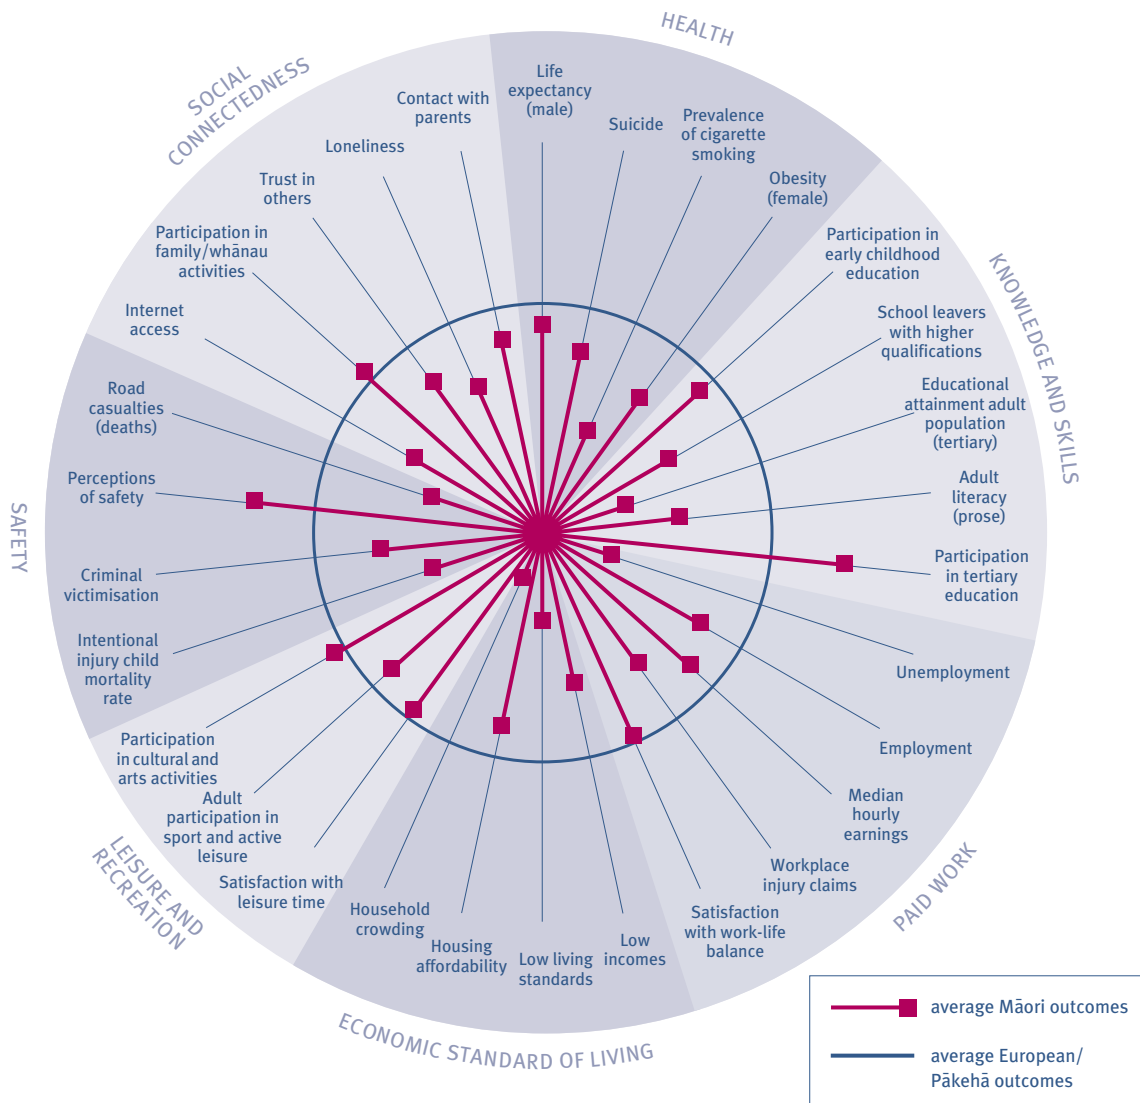 HEALTH
Life
expectancy
(male)
Suicide
Prevalence
of cigarette
smoking
Obesity
(female)
KNOWLEDGE AND SKILLS
Participation in
early childhood
education
School leavers
with higher
qualifications
Educational
attainment adult
population
(tertiary)
Adult
literacy
(prose)
Participation
in tertiary
education
PAID WORK
Unemployment
Employment
Median
hourly
earnings
Workplace
injury claims
Satisfaction
with work-life
balance
ECONOMIC STANDARD OF LIVING
Low
incomes
Low living
standards
Housing
affordability
Household
crowding
LEISURE AND
RECREATION
Satisfaction with
leisure time
Adult
participation in
sport and active
leisure
Participation
in cultural and
arts activities
SAFETY
Intentional
injury child
mortality
rate
Criminal
victimisation
Perceptions
of safety
Road
casualties
(deaths)
SOCIAL
CONNECTEDNESS
Internet
access
Participation in
family/whānau
activities
Trust in
others
Loneliness
Contact with
parents
average Māori outcomes
average European/
Pākehā outcomes